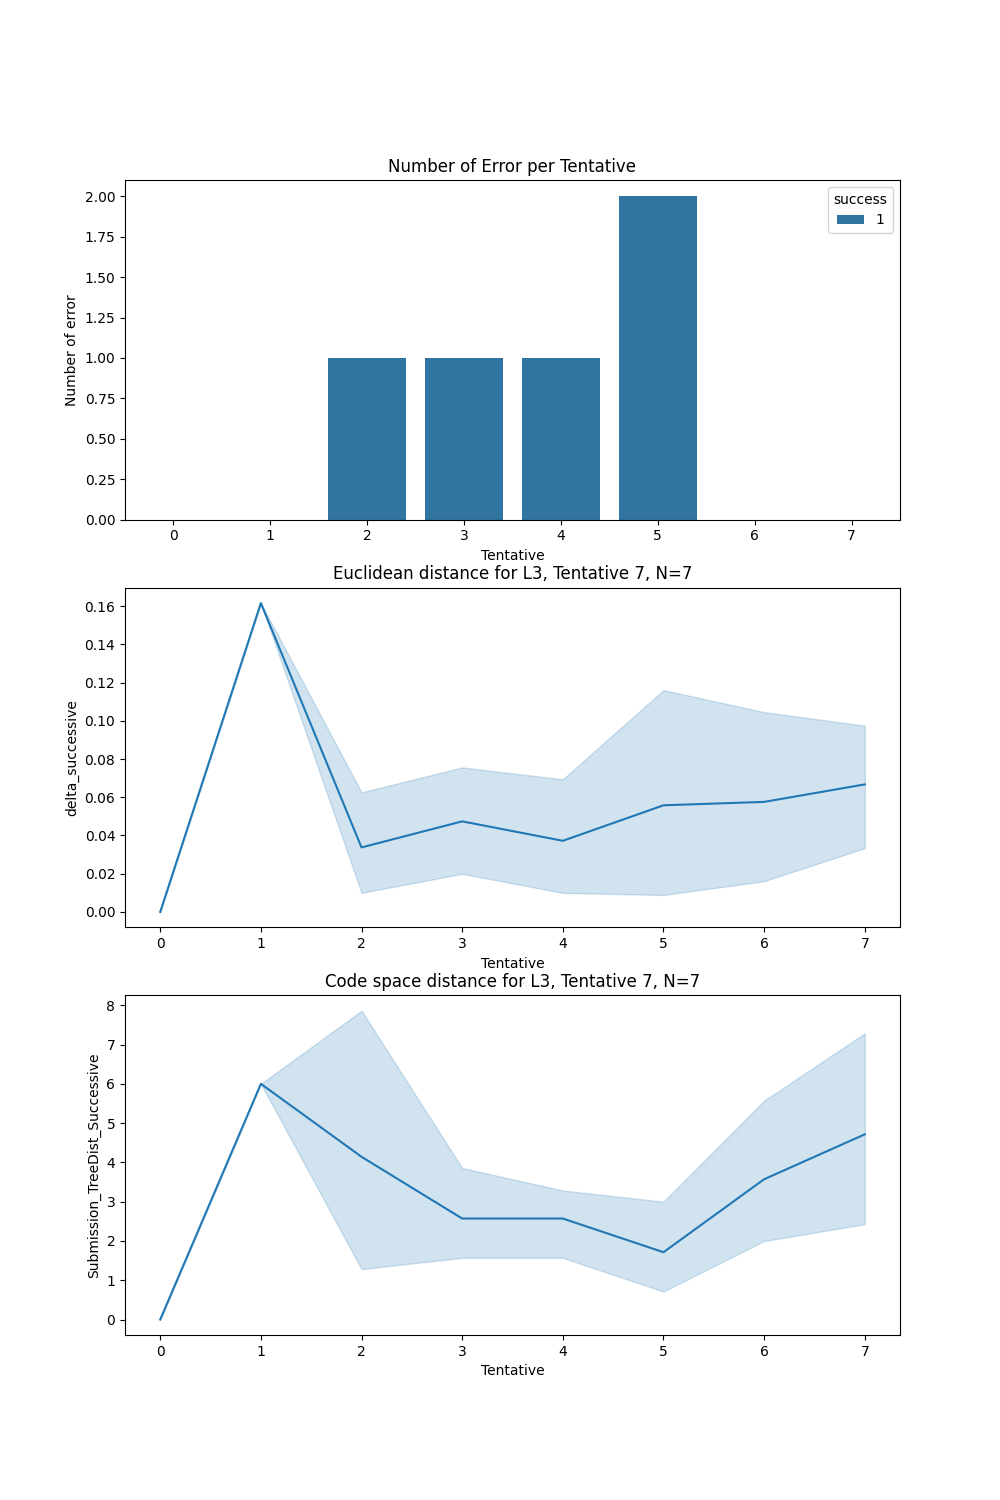 Number of Error per Tentative
success
1
2.00
1.75
1.50
1.25
1.00
0.75
0.50
0.25
0.00
Number of error
0 1 2 3 4 5 6 7
Tentative
Euclidean distance for L3, Tentative 7, N=7
0.16
0.14
0.12
0.10
0.08
0.06
0.04
0.02
0.00
delta_successive
0 1 2 3 4 5 6 7
Tentative
Code space distance for L3, Tentative 7, N=7
8
7
6
5
4
3
2
1
0
Submission_TreeDist_Successive
0 1 2 3 4 5 6 7
Tentative